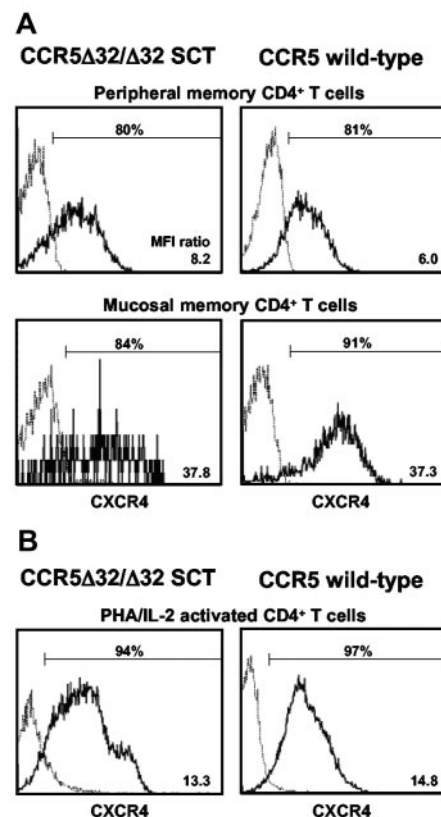 A
CCR5Δ32/Δ32 SCT CCR5 wild-type
Peripheral memory CD4⁺ T cells
80% 81%
MFI ratio
8.2 6.0
Mucosal memory CD4⁺ T cells
84% 91%
37.8 37.3
CXCR4 CXCR4
B
CCR5Δ32/Δ32 SCT CCR5 wild-type
PHA/IL-2 activated CD4⁺ T cells
94% 97%
13.3 14.8
CXCR4 CXCR4